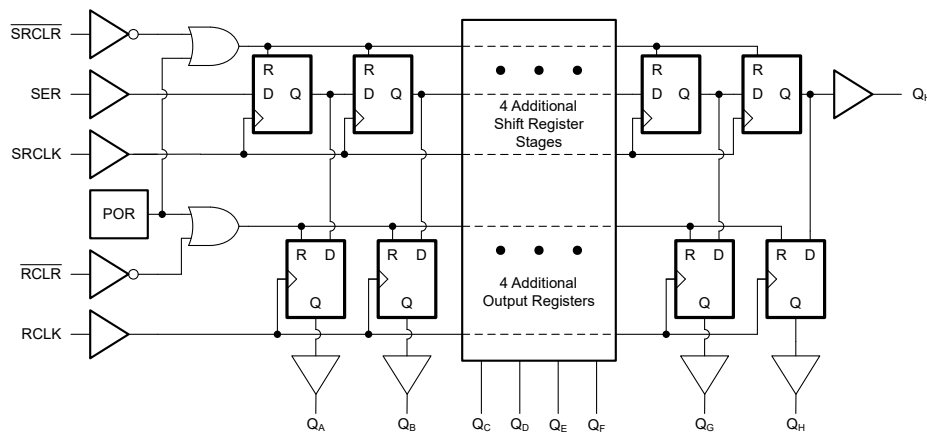 SRCLR
R R R R
SER D Q D Q D Q D Q Q
4 Additional
Shift Register
Stages
SRCLK
POR
R D R D R D R D
RCLR
Q Q Q Q
4 Additional
Output Registers
RCLK
QA QB QC QD QE QF QG QH